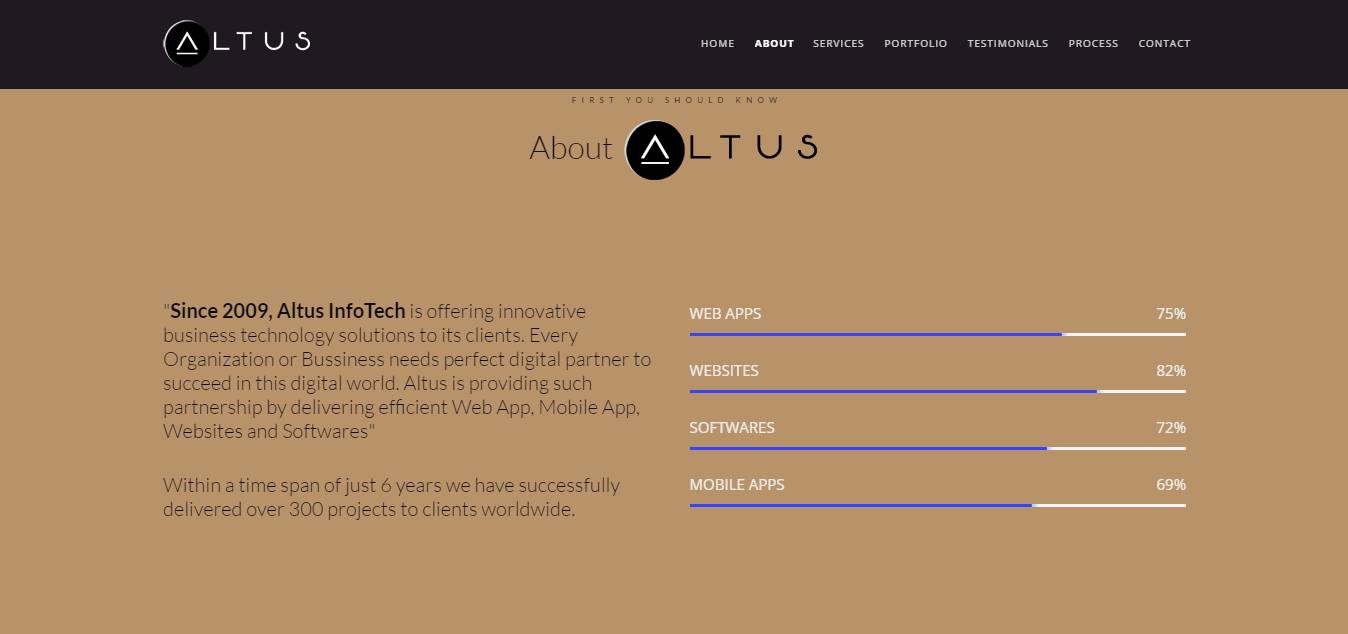 ALTUS
HOME ABOUT SERVICES PORTFOLIO TESTIMONIALS PROCESS CONTACT
FIRST YOU SHOULD KNOW
About ALTUS
"Since 2009, Altus InfoTech is offering innovative
business technology solutions to its clients. Every
Organization or Bussiness needs perfect digital partner to
succeed in this digital world. Altus is providing such
partnership by delivering efficient Web App, Mobile App,
Websites and Softwares"
Within a time span of just 6 years we have successfully
delivered over 300 projects to clients worldwide.
WEB APPS 75%
WEBSITES 82%
SOFTWARES 72%
MOBILE APPS 69%